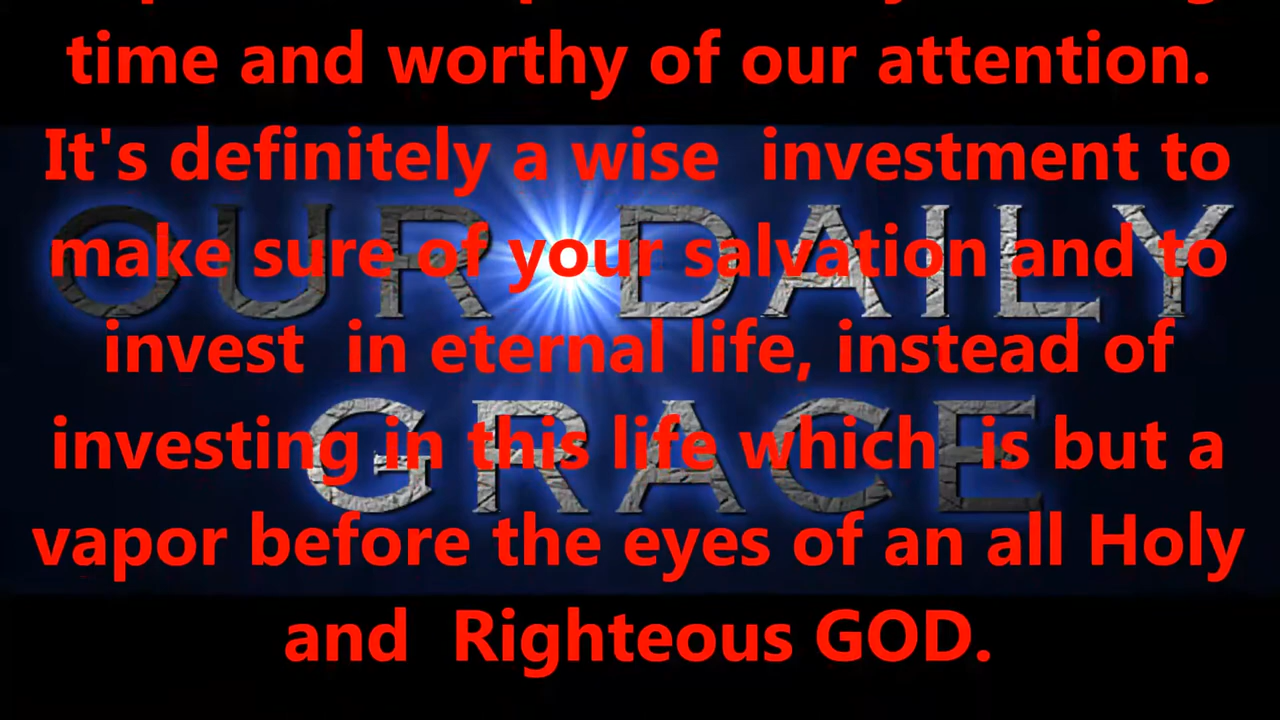 time and worthy of our attention.
It's definitely a wise  investment to
make sure of your salvation and to
invest  in eternal life, instead of
investing in this life which  is but a
vapor before the eyes of an all Holy
and  Righteous GOD.
OUR DAILY
GRACE